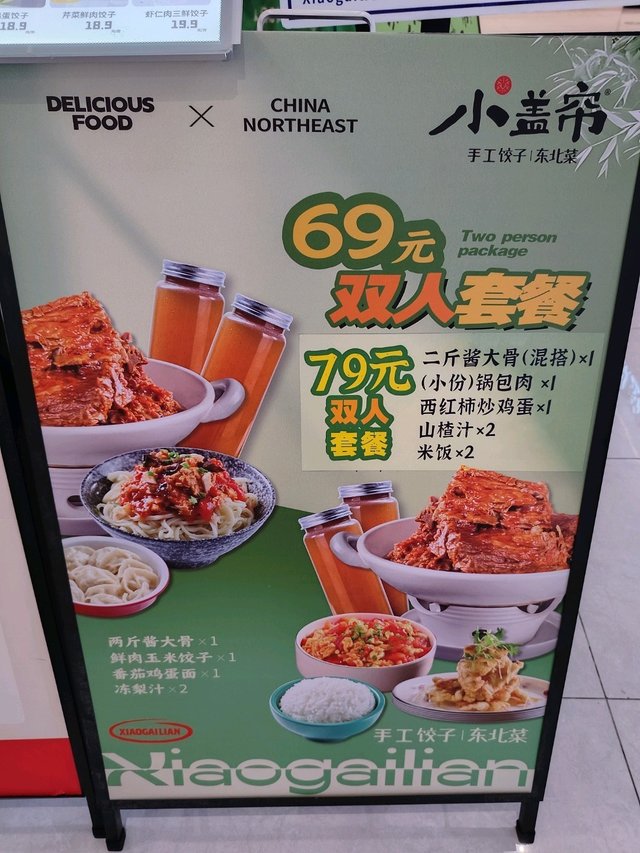 芹菜鲜肉饺子
虾仁肉三鲜饺子
18.9
18.9
19.9
DELICIOUS
FOOD
X
CHINA
NORTHEAST
小盖帘®
手工饺子|东北菜
69元
Two person
package
双人套餐
79元
双人
套餐
二斤酱大骨(混搭)×1
(小份)锅包肉 ×1
西红柿炒鸡蛋×1
山楂汁×2
米饭×2
两斤酱大骨×1
鲜肉玉米饺子×1
番茄鸡蛋面×1
冻梨汁×2
XIAOGAILIAN
手工饺子|东北菜
Xiaogailian